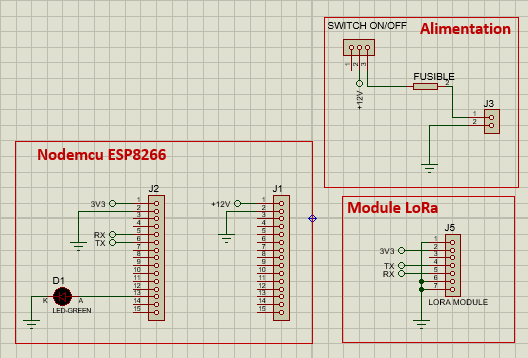 SWITCH ON/OFF
Alimentation
1
2
3
FUSIBLE
2
+12V
J3
1
2
Nodemcu ESP8266
J2
J1
3V3
1
2
3
4
5
6
7
8
9
10
11
12
13
14
15
RX
TX
+12V
1
2
3
4
5
6
7
8
9
10
11
12
13
14
15
D1
K
A
LED-GREEN
Module LoRa
J5
3V3
TX
RX
1
2
3
4
5
6
7
LORA MODULE